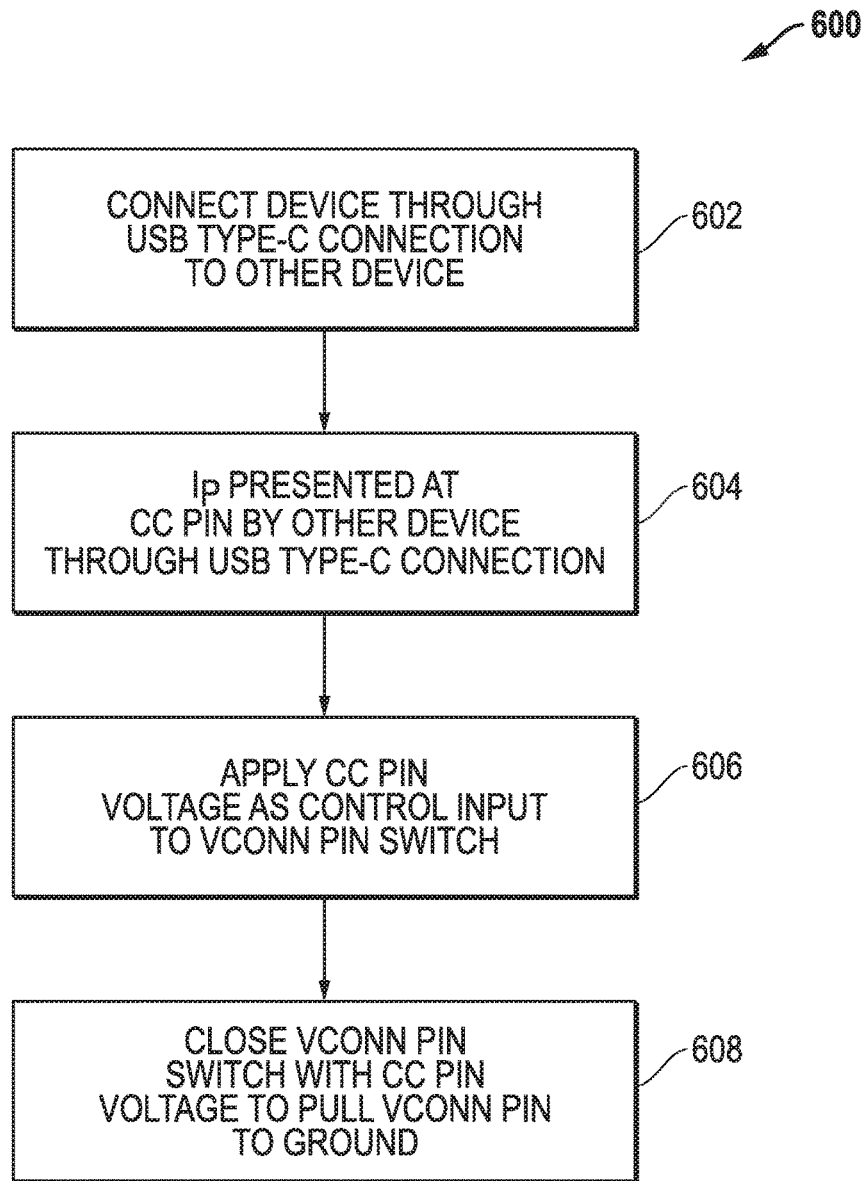 600
CONNECT DEVICE THROUGH
USB TYPE-C CONNECTION
TO OTHER DEVICE
602
Ip PRESENTED AT
CC PIN BY OTHER DEVICE
THROUGH USB TYPE-C CONNECTION
604
APPLY CC PIN
VOLTAGE AS CONTROL INPUT
TO VCONN PIN SWITCH
606
CLOSE VCONN PIN
SWITCH WITH CC PIN
VOLTAGE TO PULL VCONN PIN
TO GROUND
608